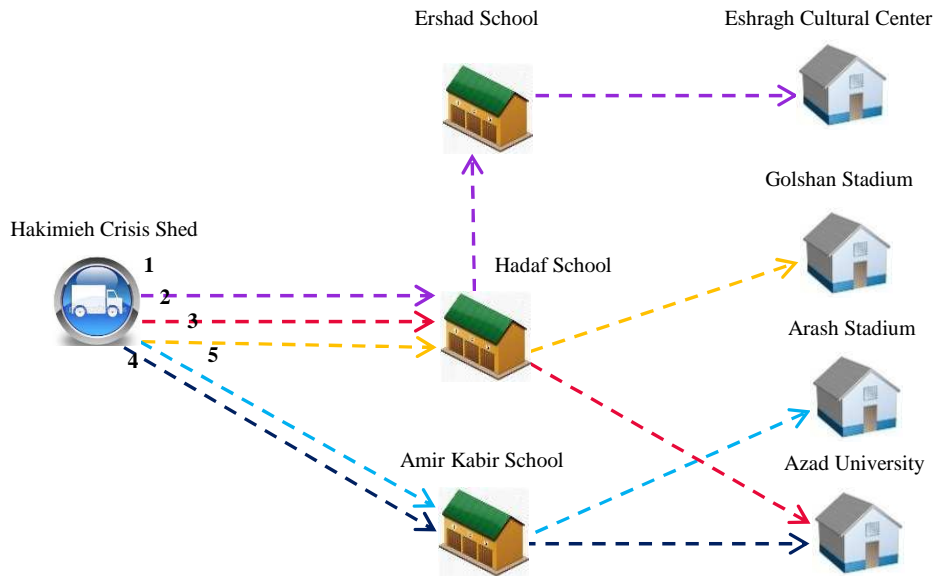 Ershad School
Eshragh Cultural Center
Golshan Stadium
Hakimieh Crisis Shed
1
Hadaf School
2
3
Arash Stadium
4
5
Amir Kabir School
Azad University